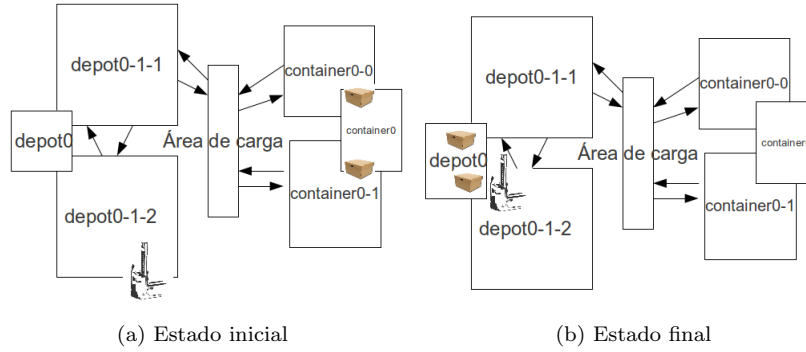 depot0-1-1
container0-0
container0
depot0
Área de carga
container0-1
depot0-1-2
(a) Estado inicial
depot0-1-1
container0-0
container
depot0
Área de carga
container0-1
depot0-1-2
(b) Estado final